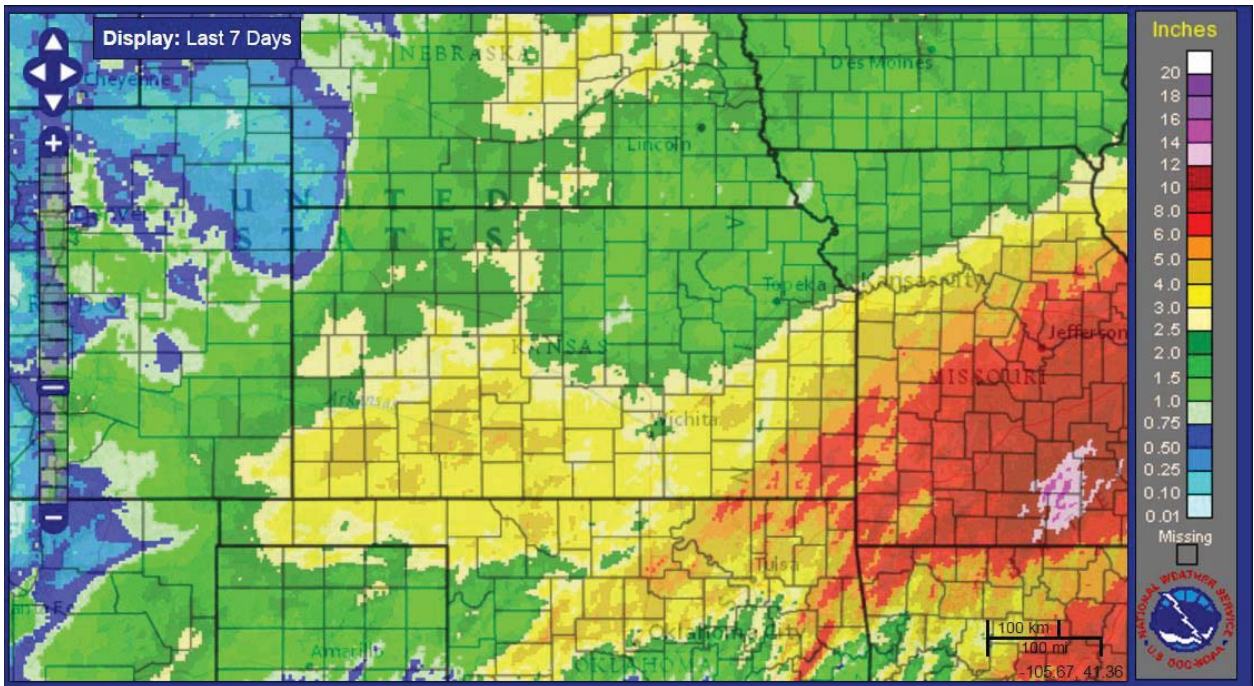 Display: Last 7 Days
NEBRASKA
Cheyenne
Des Moines
Lincoln
UNITED
STATES
Topeka
Kansas City
KANSAS
Jefferson
MISSOURI
Arkansas
Wichita
Tulsa
Oklahoma City
OKLAHOMA
Amarillo
100 km
100 mi
-105.67, 41.36
Inches
20
18
16
14
12
10
8.0
6.0
5.0
4.0
3.0
2.5
2.0
1.5
1.0
0.75
0.50
0.25
0.10
0.01
Missing
NATIONAL WEATHER SERVICE
U.S. DOC-NOAA